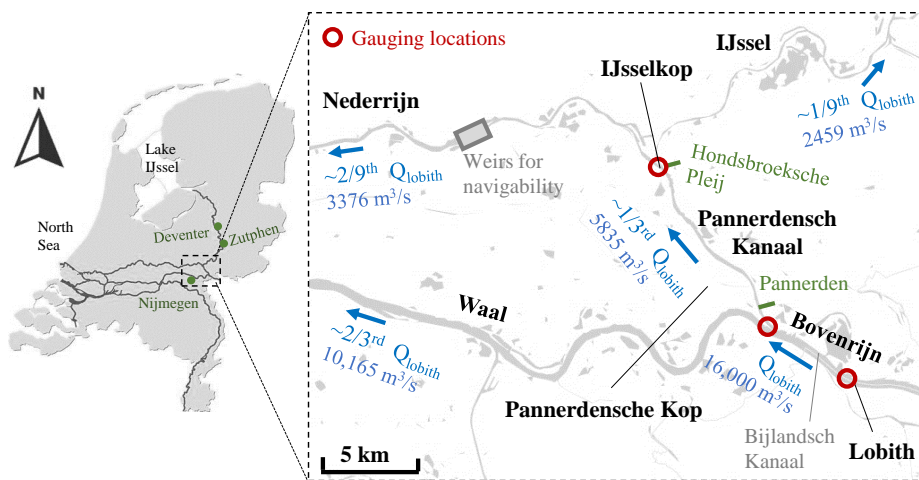 N
Lake
IJssel
North
Sea
Deventer
Zutphen
Nijmegen
Gauging locations
IJssel
IJsselkop
Nederrijn
~1/9th Qlobith
2459 m³/s
Weirs for
navigability
~2/9th Qlobith
3376 m³/s
Hondsbroeksche
Pleij
~1/3rd Qlobith
5835 m³/s
Pannerdensch
Kanaal
Pannerden
Waal
Bovenrijn
~2/3rd Qlobith
10,165 m³/s
Qlobith
16,000 m³/s
Pannerdensche Kop
Bijlandsch
Kanaal
Lobith
5 km